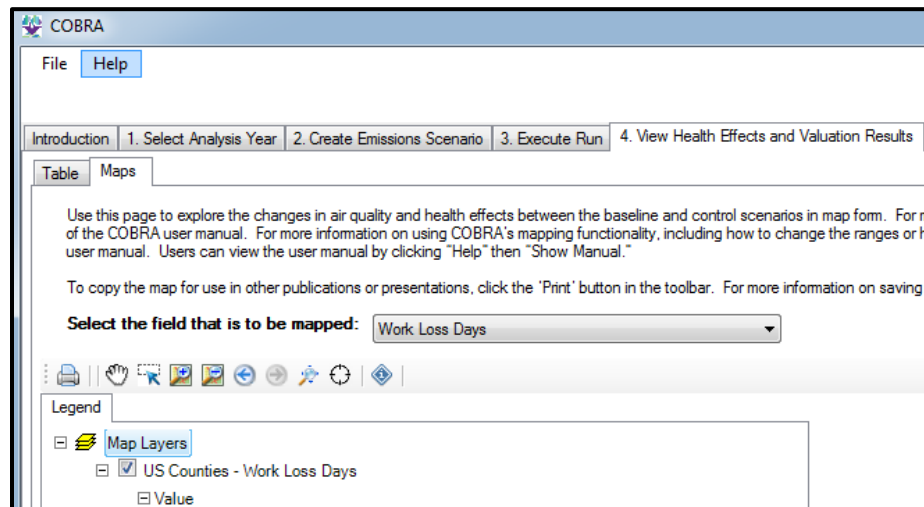 COBRA
File Help
Introduction 1. Select Analysis Year 2. Create Emissions Scenario 3. Execute Run 4. View Health Effects and Valuation Results
Table Maps
Use this page to explore the changes in air quality and health effects between the baseline and control scenarios in map form. For
of the COBRA user manual. For more information on using COBRA's mapping functionality, including how to change the ranges or
user manual. Users can view the user manual by clicking "Help" then "Show Manual."
To copy the map for use in other publications or presentations, click the 'Print' button in the toolbar. For more information on saving
Select the field that is to be mapped: Work Loss Days
Legend
Map Layers
US Counties - Work Loss Days
Value